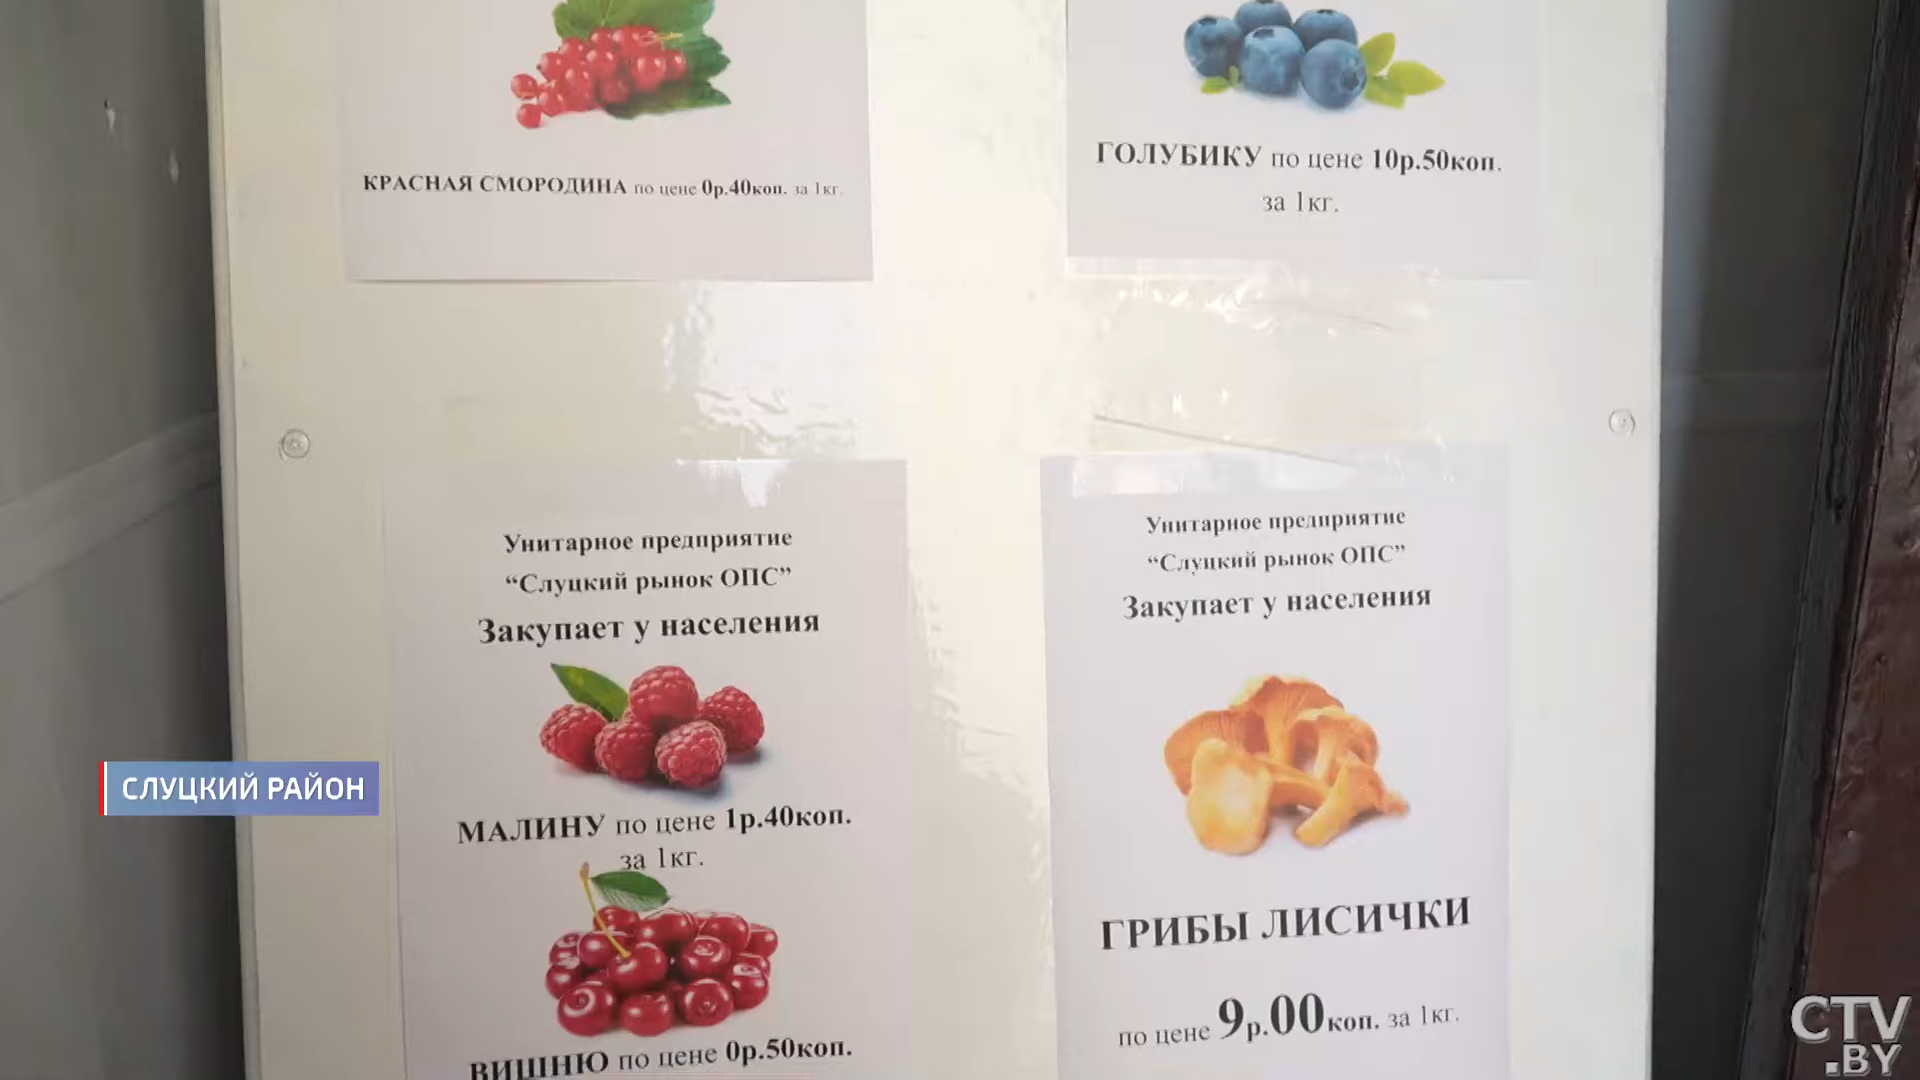 КРАСНАЯ СМОРОДИНА по цене 0р.40коп. за 1кг.
ГОЛУБИКУ по цене 10р.50коп.
за 1кг.
Унитарное предприятие
“Слуцкий рынок ОПС”
Закупает у населения
МАЛИНУ по цене 1р.40коп.
за 1кг.
ВИШНЮ по цене 0р.50коп.
Унитарное предприятие
“Слуцкий рынок ОПС”
Закупает у населения
ГРИБЫ ЛИСИЧКИ
по цене 9р.00коп. за 1кг.
СЛУЦКИЙ РАЙОН
CTV
.BY